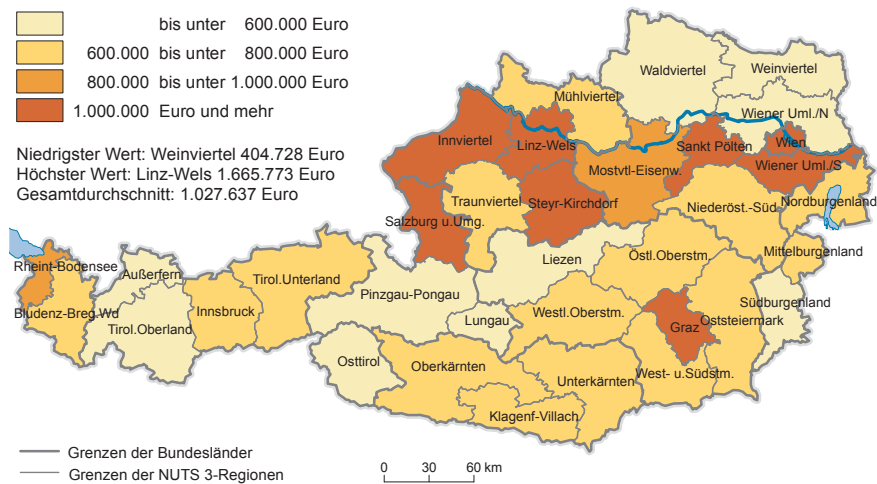 bis unter 600.000 Euro
600.000 bis unter 800.000 Euro
800.000 bis unter 1.000.000 Euro
1.000.000 Euro und mehr
Niedrigster Wert: Weinviertel 404.728 Euro
Höchster Wert: Linz-Wels 1.665.773 Euro
Gesamtdurchschnitt: 1.027.637 Euro
Waldviertel
Weinviertel
Mühlviertel
Wiener Uml./N
Innviertel
Linz-Wels
Sankt Pölten
Wien
Mostvtl-Eisenw.
Wiener Uml./S
Traunviertel
Steyr-Kirchdorf
Niederöst.-Süd
Nordburgenland
Salzburg u.Umg.
Mittelburgenland
Liezen
Östl.Oberstm.
Rheint-Bodensee
Außerfern
Tirol.Unterland
Pinzgau-Pongau
Südburgenland
Bludenz-Breg.Wd
Innsbruck
Westl.Oberstm.
Oststeiermark
Tirol.Oberland
Lungau
Graz
Osttirol
Oberkärnten
Unterkärnten
West- u.Südstm.
Klagenf-Villach
Grenzen der Bundesländer
Grenzen der NUTS 3-Regionen
0 30 60 km